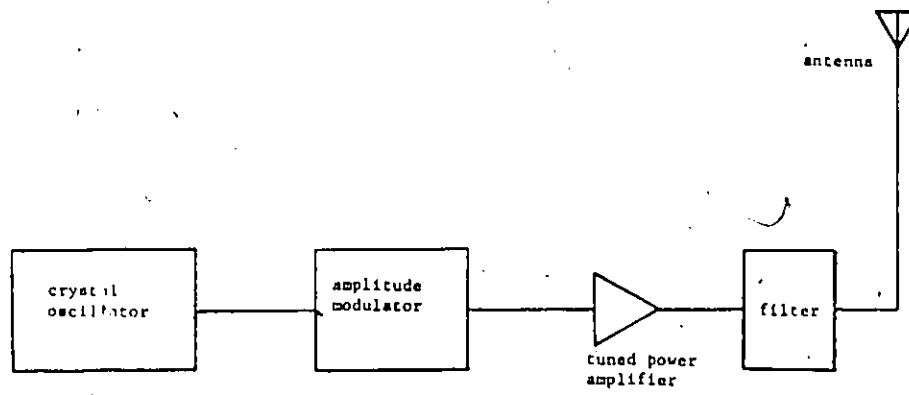 antenna
crystal
oscillator
amplitude
modulator
filter
tuned power
amplifier